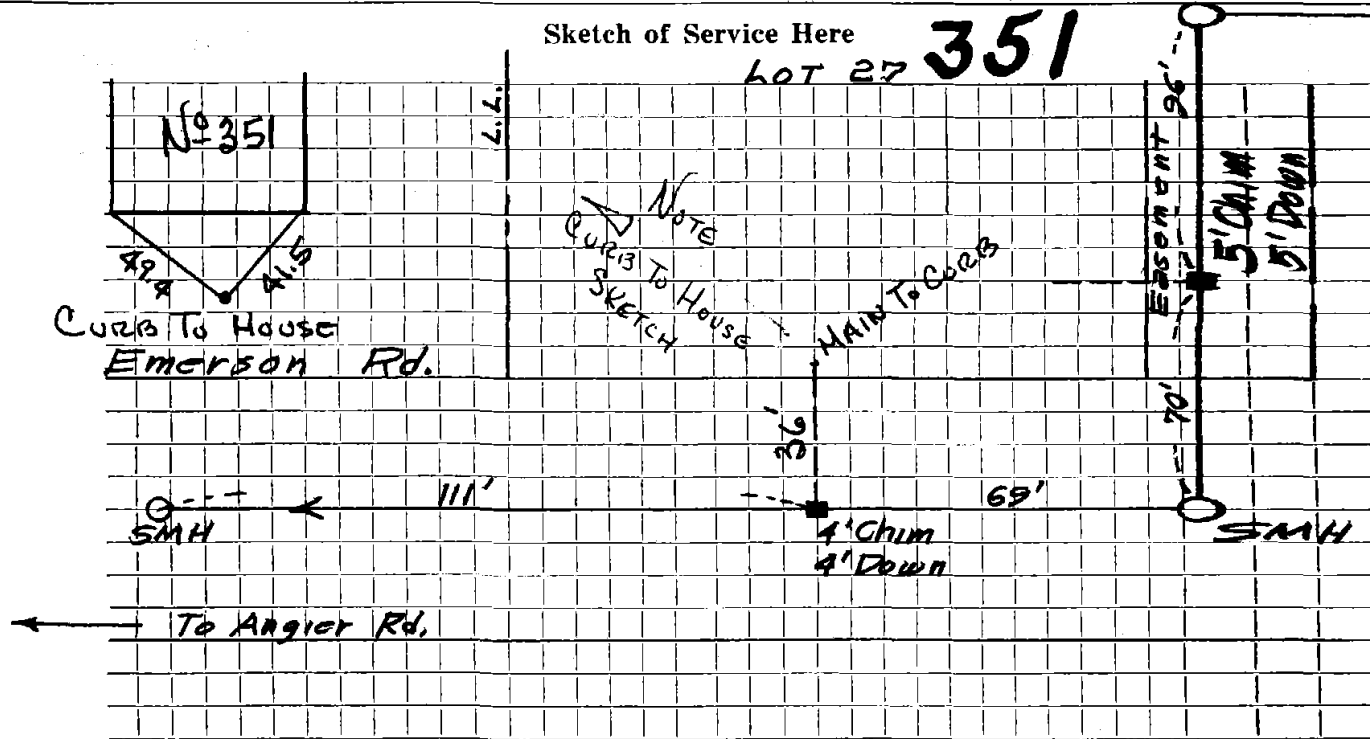 Sketch of Service Here
351
LOT 27
No 351
L.L.
49.4
41.5
CURB TO HOUSE
Emerson Rd.
NOTE
CURB TO HOUSE
SKETCH
MAIN TO CURB
Easement
96'
5' CHIM
5' DOWN
70'
36'
111'
69'
SMH
4' Chim
4' Down
SMH
To Angier Rd.